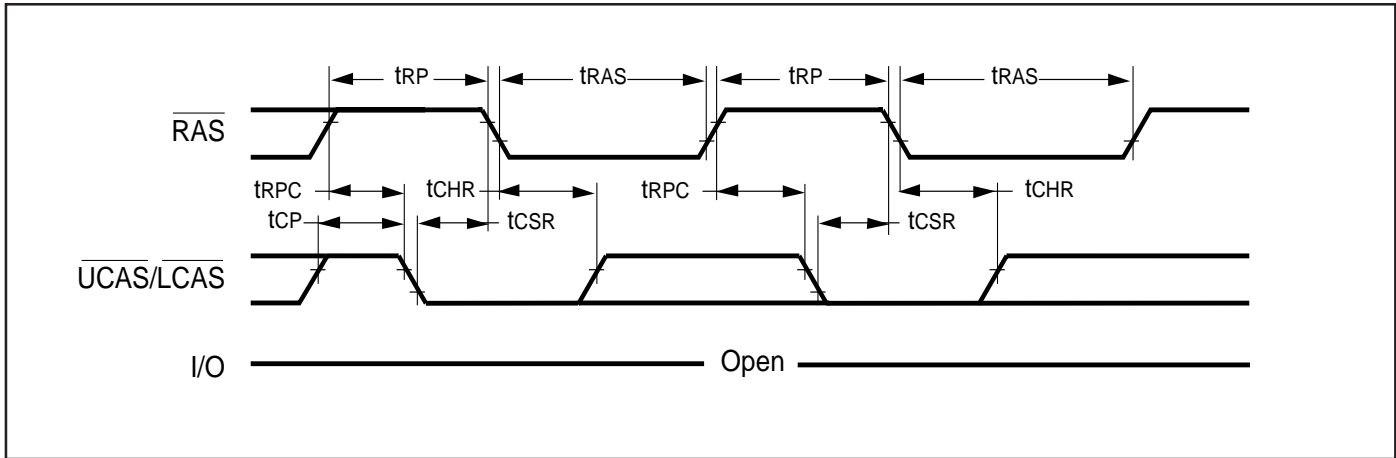 tRP tRAS tRP tRAS
RAS
tRPC tCHR tRPC tCHR
tCP tCSR tCSR
UCAS/LCAS
I/O Open